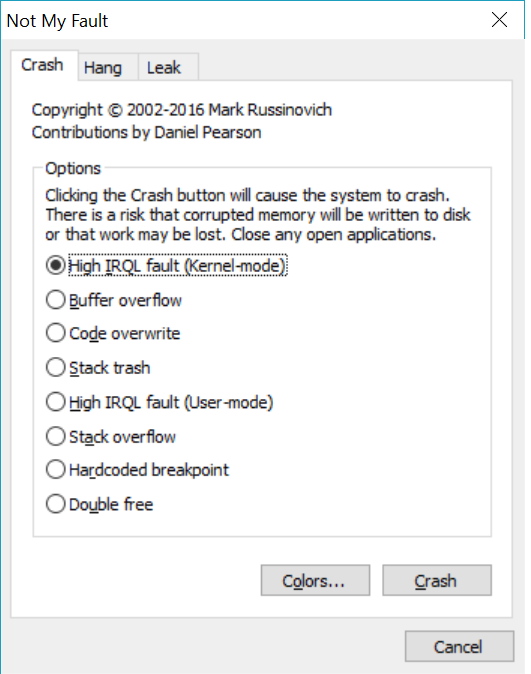 Not My Fault
Crash
Hang
Leak
Copyright © 2002-2016 Mark Russinovich
Contributions by Daniel Pearson
Options
Clicking the Crash button will cause the system to crash.
There is a risk that corrupted memory will be written to disk
or that work may be lost. Close any open applications.
High IRQL fault (Kernel-mode)
Buffer overflow
Code overwrite
Stack trash
High IRQL fault (User-mode)
Stack overflow
Hardcoded breakpoint
Double free
Colors...
Crash
Cancel